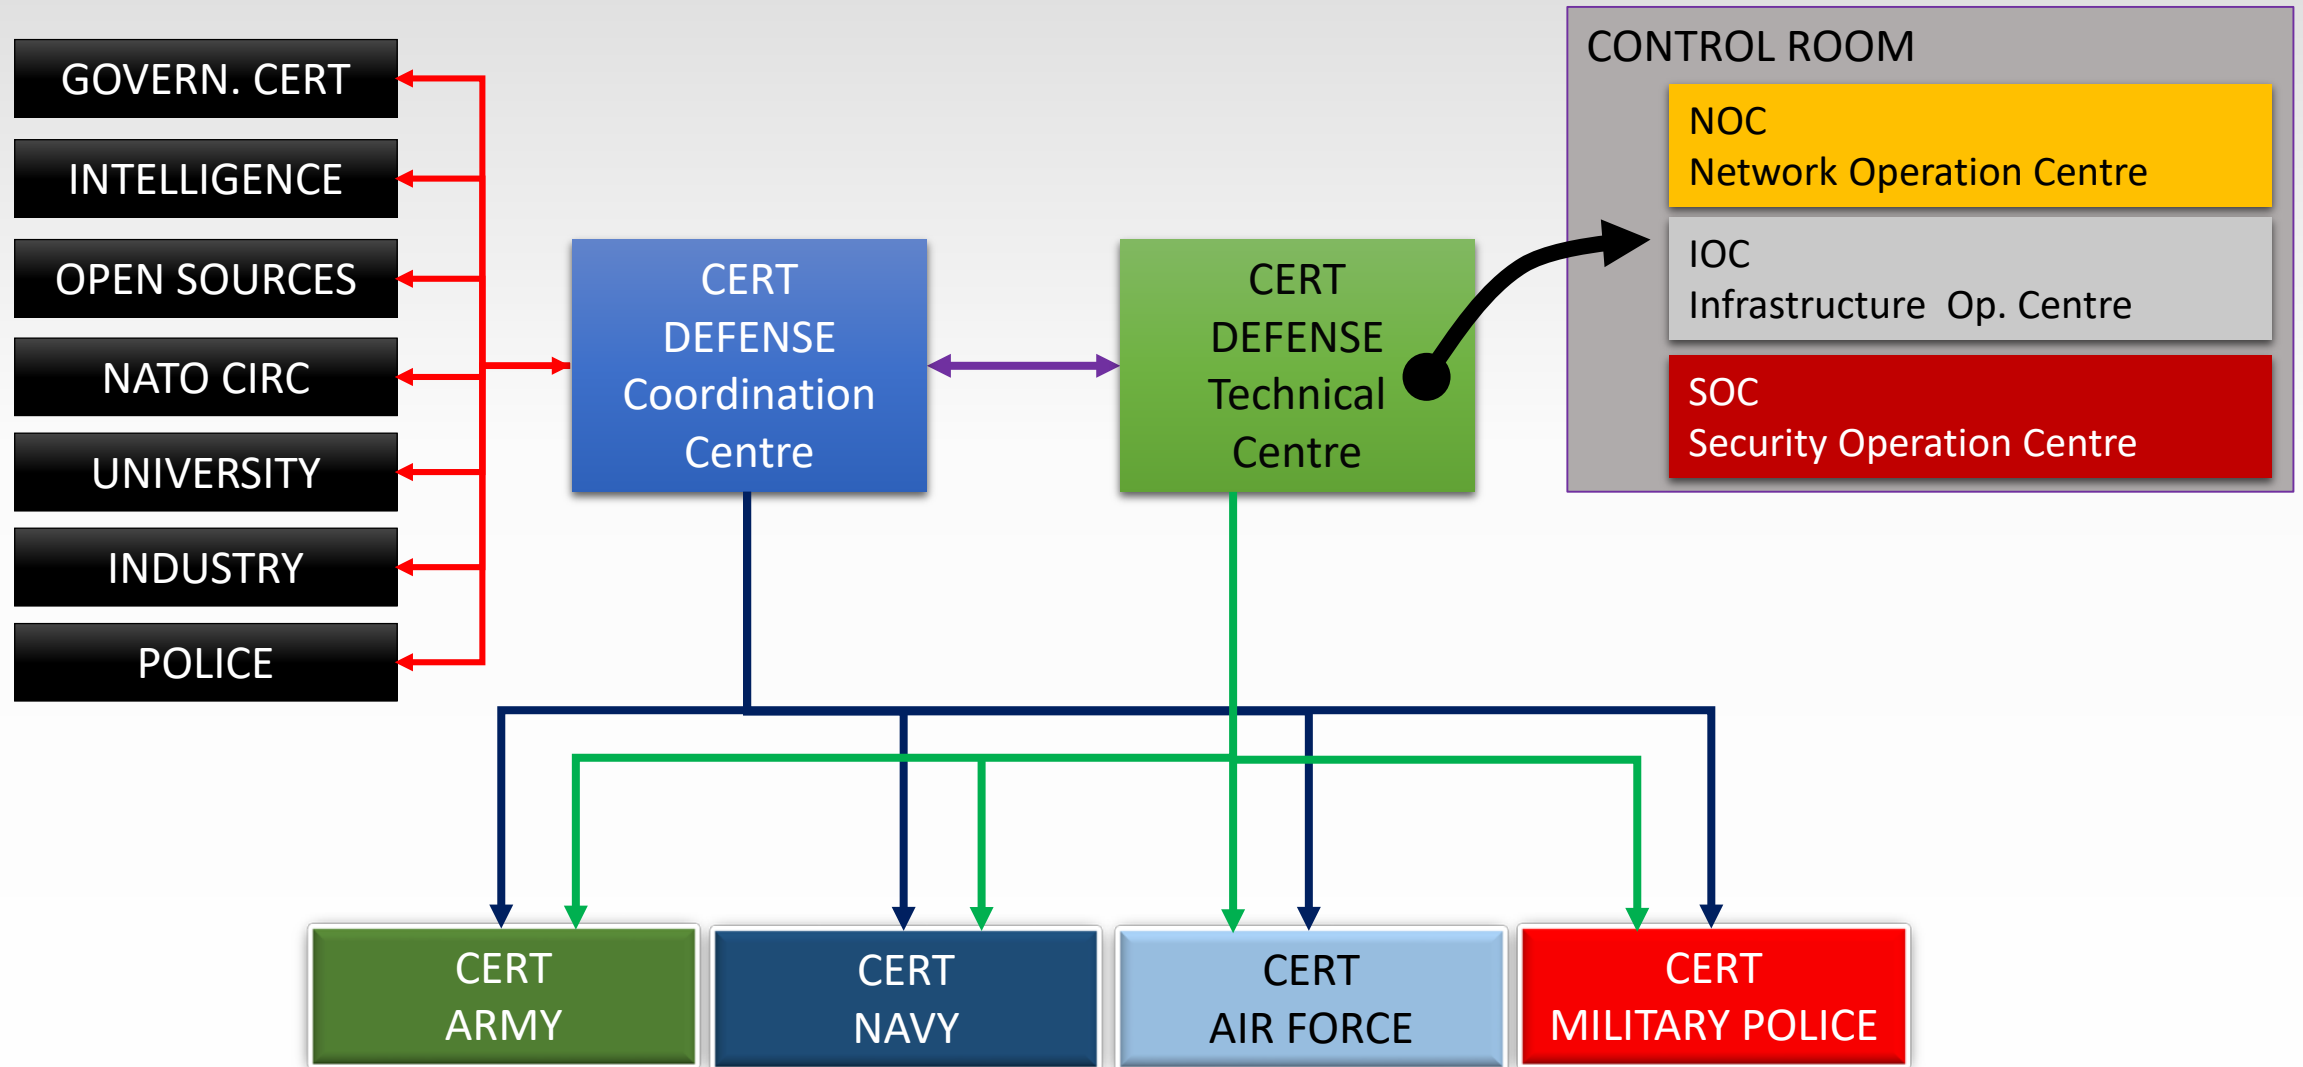 GOVERN. CERT
INTELLIGENCE
OPEN SOURCES
NATO CIRC
UNIVERSITY
INDUSTRY
POLICE
CERT
DEFENSE
Coordination
Centre
CERT
DEFENSE
Technical
Centre
CONTROL ROOM
NOC
Network Operation Centre
IOC
Infrastructure  Op. Centre
SOC
Security Operation Centre
CERT
ARMY
CERT
NAVY
CERT
AIR FORCE
CERT
MILITARY POLICE